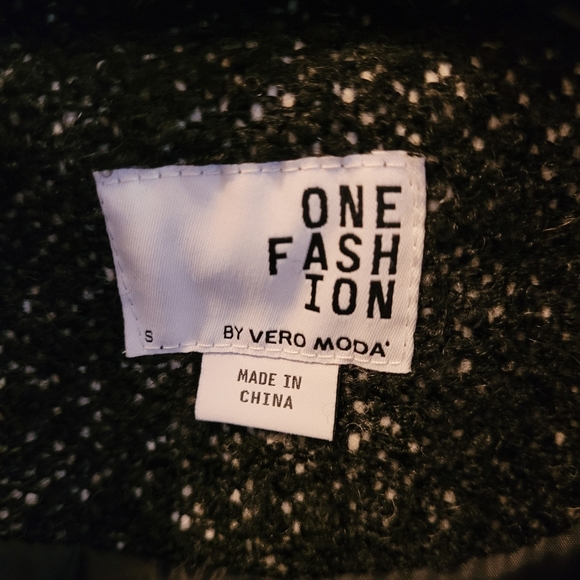 ONE
FASH
ION
S
BY VERO MODA
MADE IN
CHINA